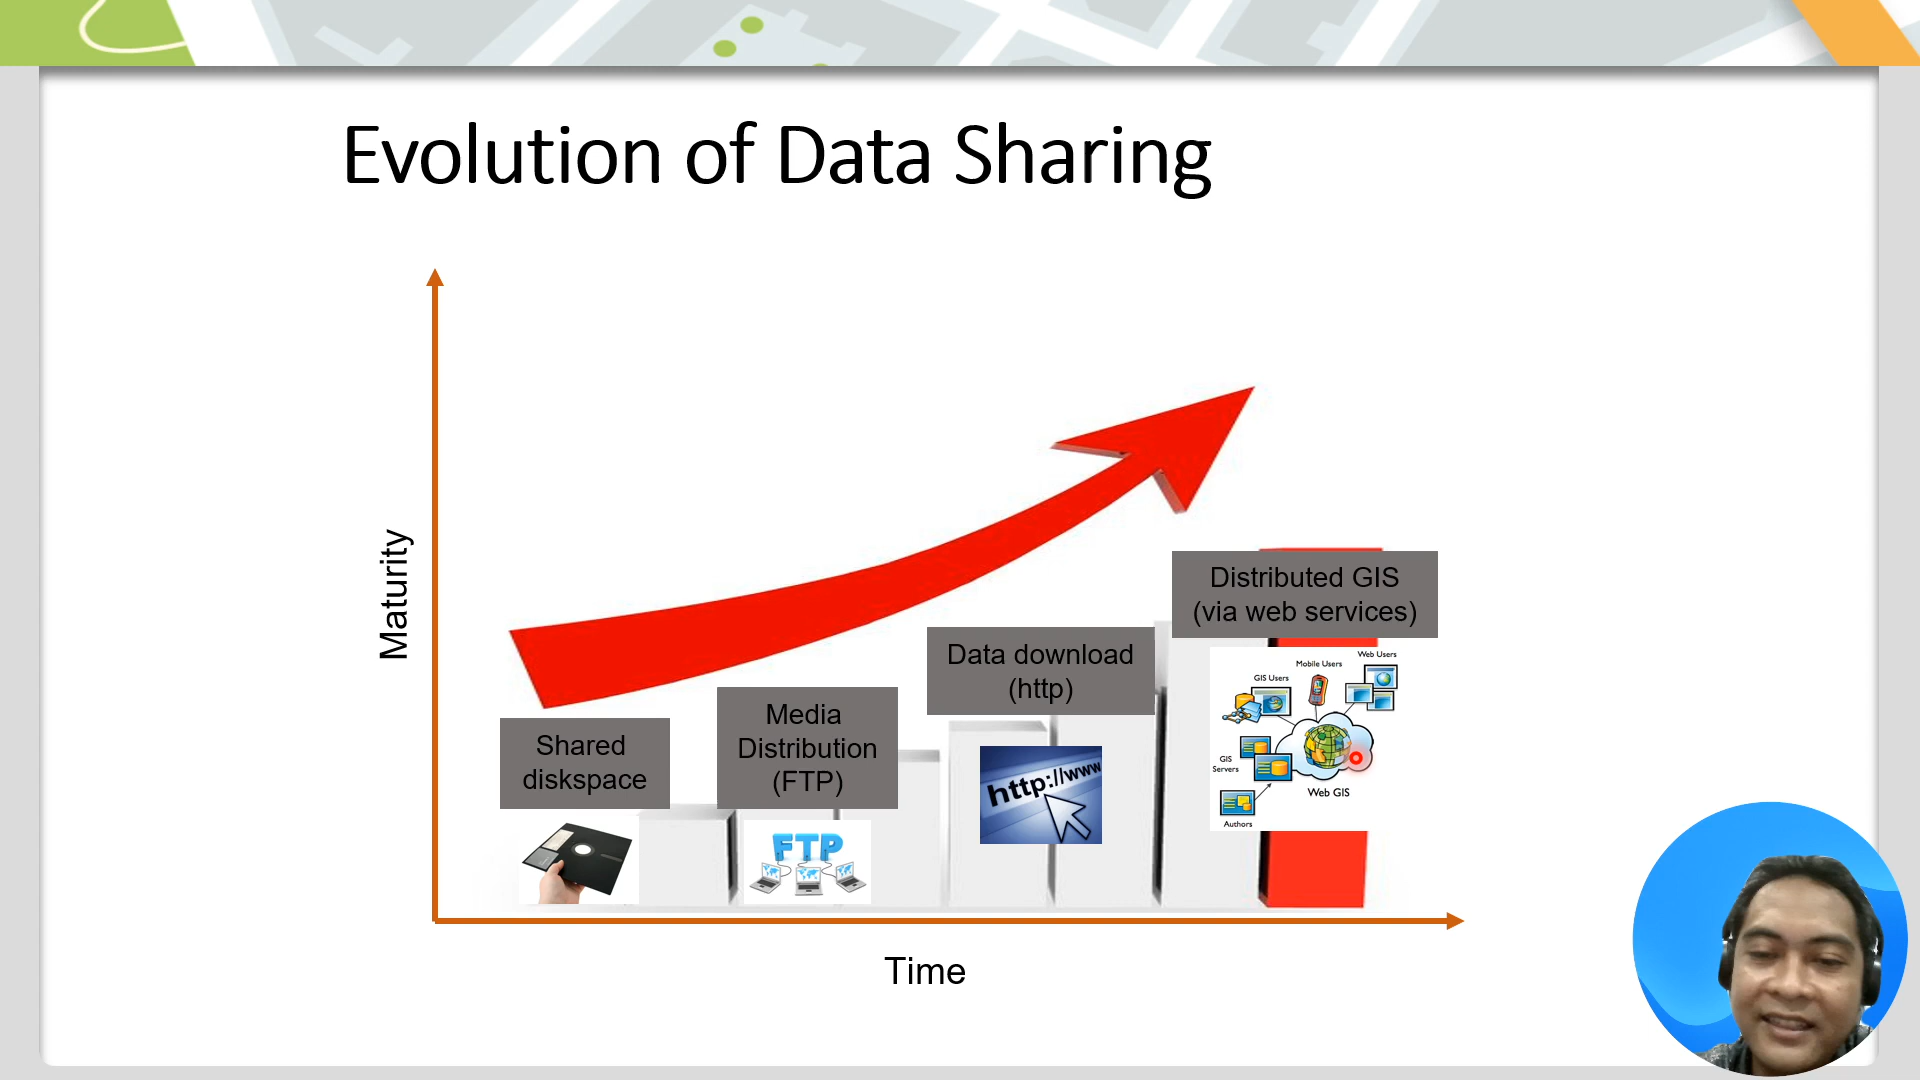 Evolution of Data Sharing
Maturity
Distributed GIS
(via web services)
Data download
(http)
Media
Distribution
(FTP)
Shared
diskspace
Web Users
Mobile Users
GIS Users
GIS
Servers
Web GIS
Authors
http://www
FTP
Time